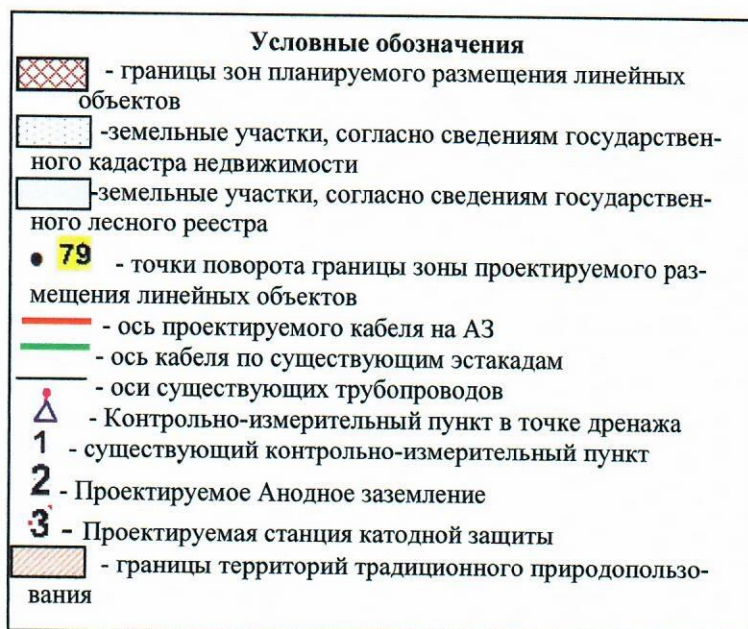 Условные обозначения
- границы зон планируемого размещения линейных
объектов
-земельные участки, согласно сведениям государствен-
ного кадастра недвижимости
-земельные участки, согласно сведениям государствен-
ного лесного реестра
79 - точки поворота границы зоны проектируемого раз-
мещения линейных объектов
- ось проектируемого кабеля на АЗ
- ось кабеля по существующим эстакадам
- оси существующих трубопроводов
- Контрольно-измерительный пункт в точке дренажа
1 - существующий контрольно-измерительный пункт
2 - Проектируемое Анодное заземление
3 - Проектируемая станция катодной защиты
- границы территорий традиционного природопользо-
вания